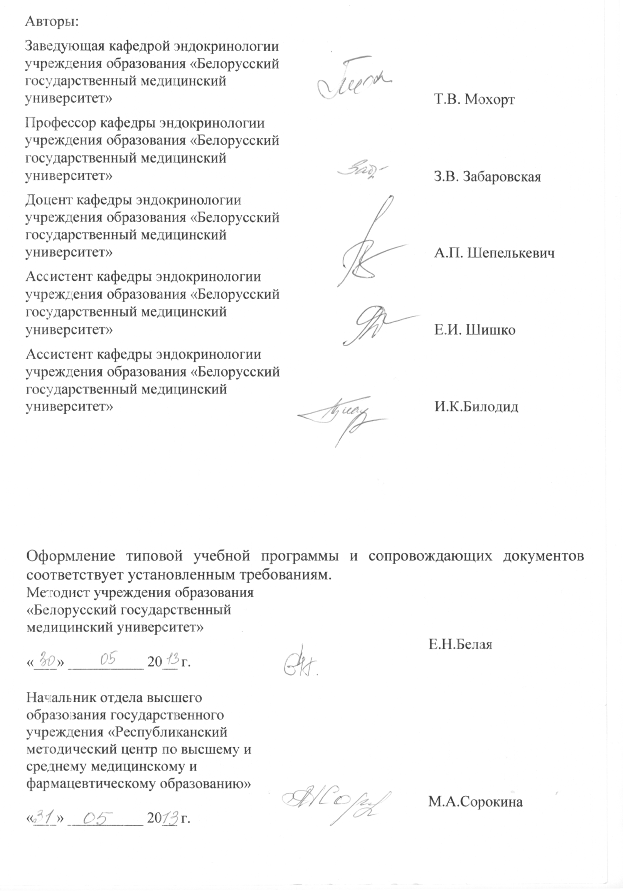 Авторы:
Заведующая кафедрой эндокринологии
учреждения образования «Белорусский
государственный медицинский
университет»
Т.В. Мохорт
Профессор кафедры эндокринологии
учреждения образования «Белорусский
государственный медицинский
университет»
З.В. Забаровская
Доцент кафедры эндокринологии
учреждения образования «Белорусский
государственный медицинский
университет»
А.П. Шепелькевич
Ассистент кафедры эндокринологии
учреждения образования «Белорусский
государственный медицинский
университет»
Е.И. Шишко
Ассистент кафедры эндокринологии
учреждения образования «Белорусский
государственный медицинский
университет»
И.К.Билодид
Оформление типовой учебной программы и сопровождающих документов
соответствует установленным требованиям.
Методист учреждения образования
«Белорусский государственный
медицинский университет»
Е.Н.Белая
«30» 05 2013 г.
Начальник отдела высшего
образования государственного
учреждения «Республиканский
методический центр по высшему и
среднему медицинскому и
фармацевтическому образованию»
М.А.Сорокина
«31» 05 2013 г.